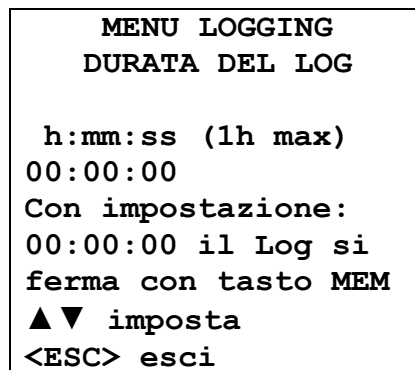 MENU LOGGING
DURATA DEL LOG
h:mm:ss (1h max)
00:00:00
Con impostazione:
00:00:00 il Log si
ferma con tasto MEM
▲▼ imposta
<ESC> esci